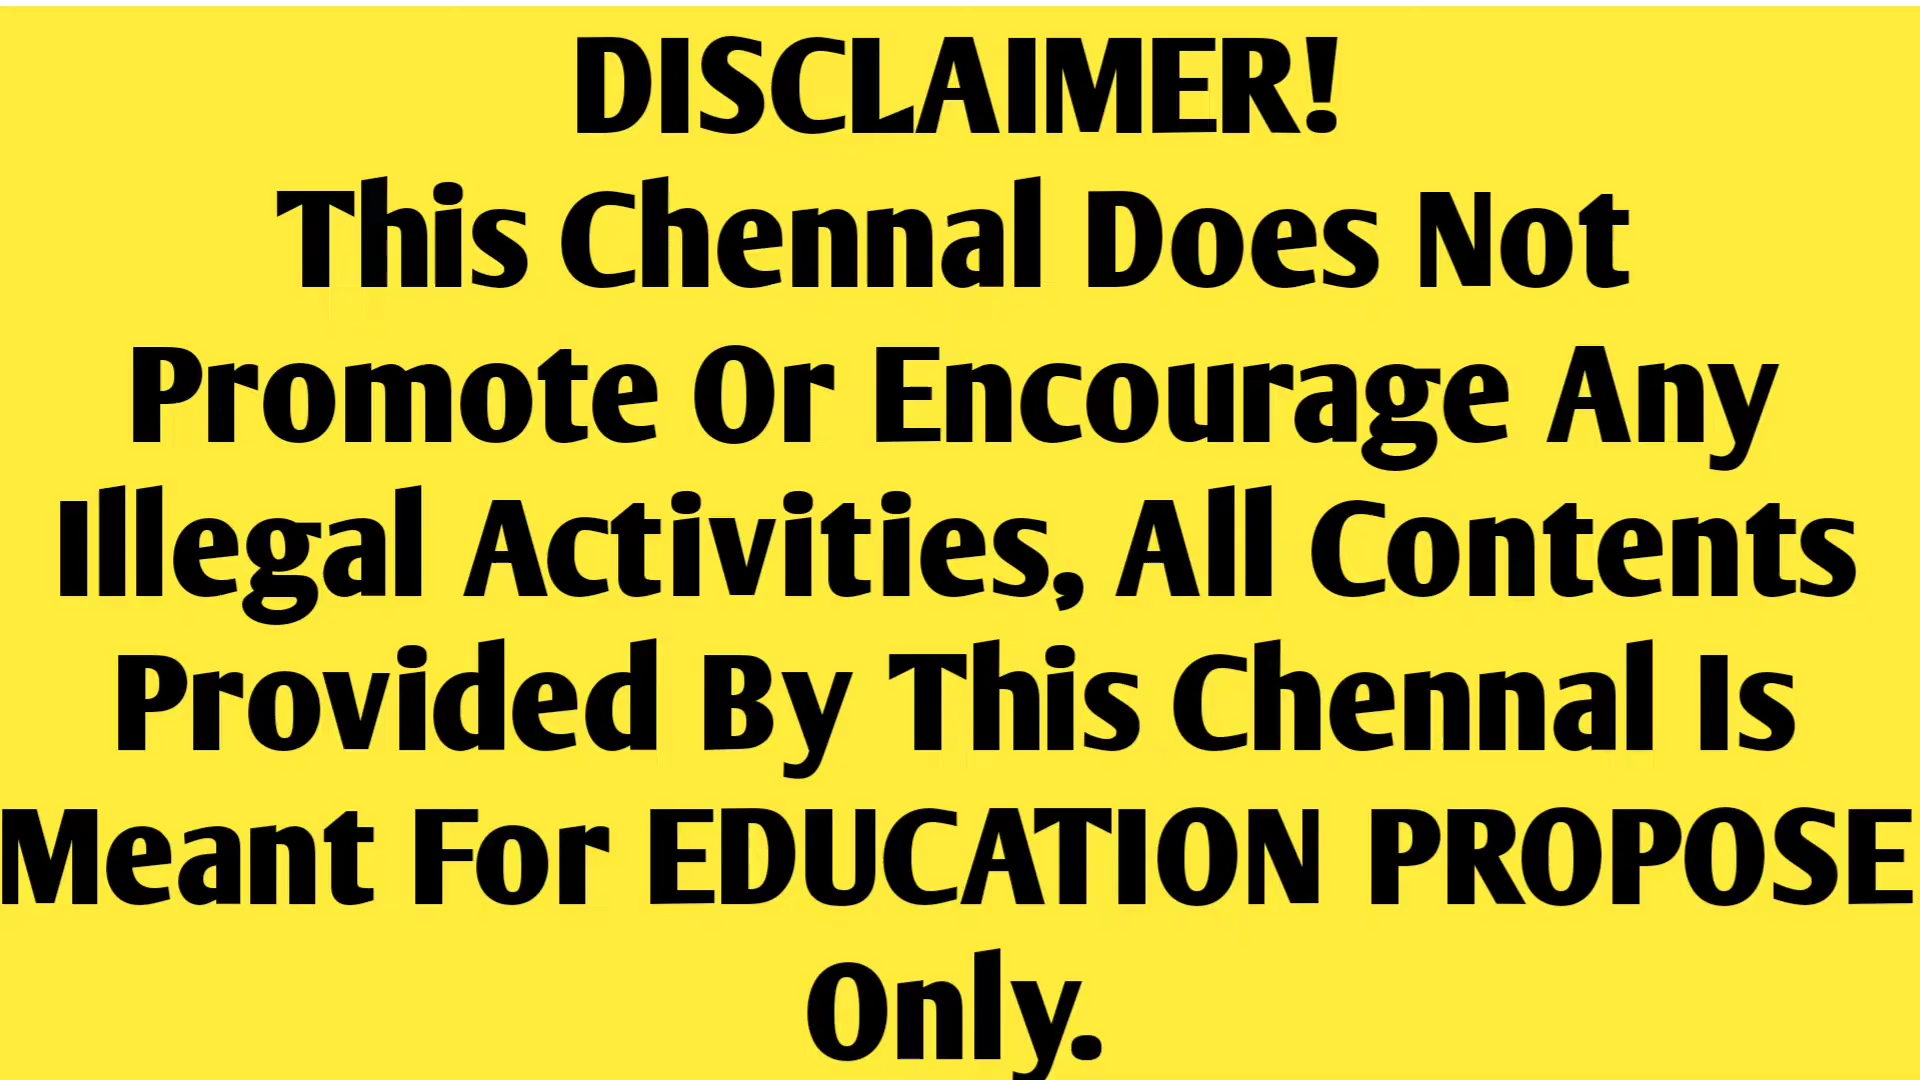 DISCLAIMER!
This Chennal Does Not
Promote Or Encourage Any
Illegal Activities, All Contents
Provided By This Chennal Is
Meant For EDUCATION PROPOSE
Only.